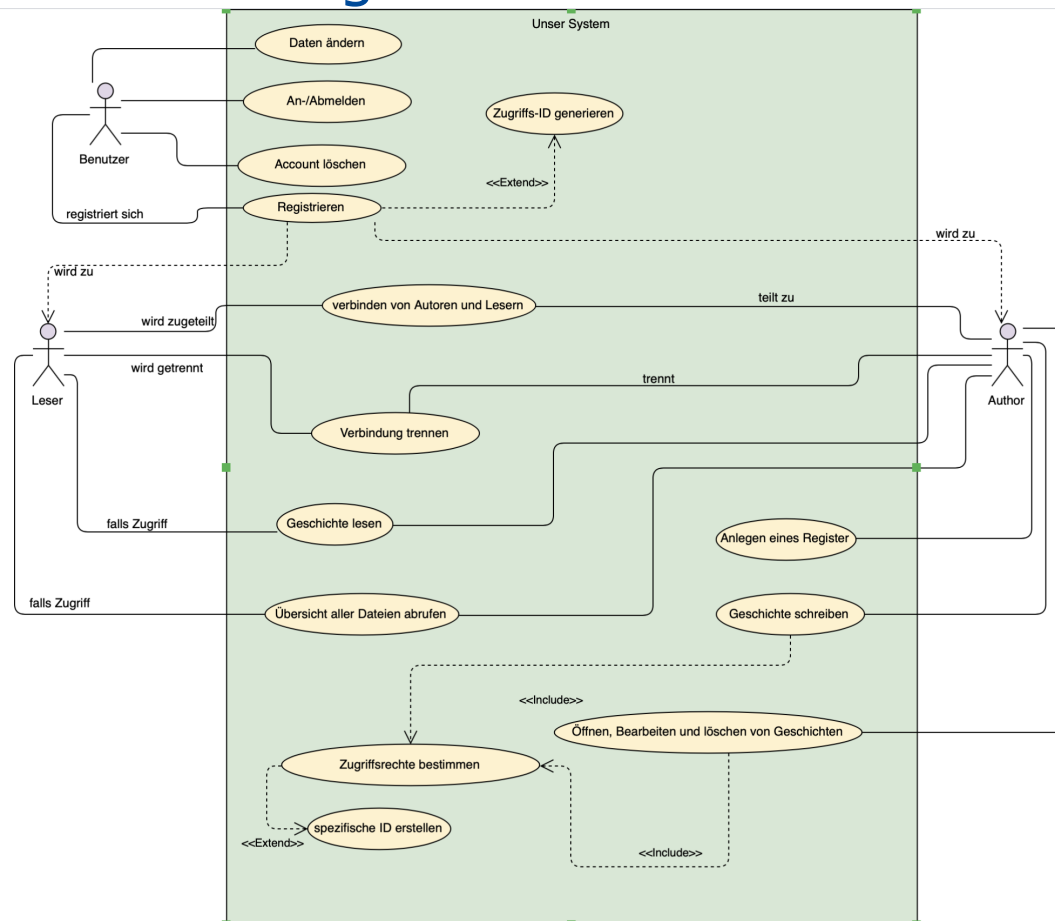 Unser System
Daten ändern
An-/Abmelden
Zugriffs-ID generieren
Benutzer
Account löschen
<<Extend>>
Registrieren
registriert sich
wird zu
wird zu
verbinden von Autoren und Lesern
teilt zu
wird zugeteilt
wird getrennt
trennt
Leser
Author
Verbindung trennen
Geschichte lesen
falls Zugriff
Anlegen eines Register
falls Zugriff
Übersicht aller Dateien abrufen
Geschichte schreiben
<<Include>>
Öffnen, Bearbeiten und löschen von Geschichten
Zugriffsrechte bestimmen
spezifische ID erstellen
<<Extend>>
<<Include>>